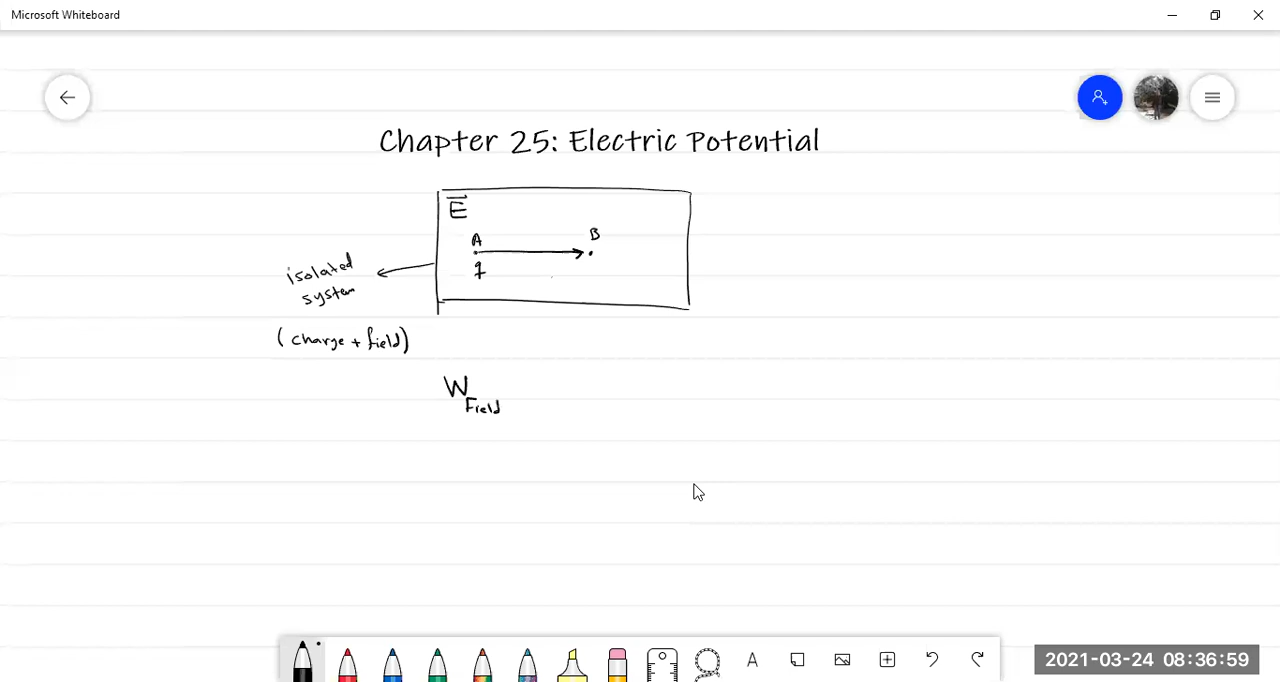 Microsoft Whiteboard
Chapter 25: Electric Potential
E
A
B
q
isolated
system
(charge + field)
W Field
A
2021-03-24 08:36:59